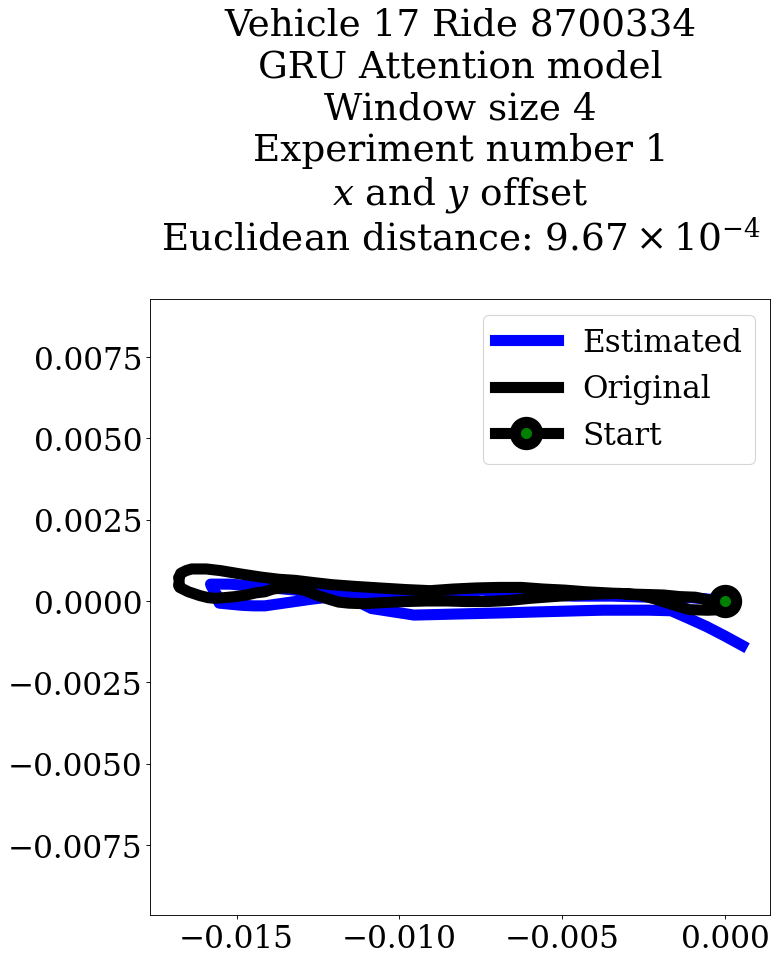 Vehicle 17 Ride 8700334
GRU Attention model
Window size 4
Experiment number 1
x and y offset
Euclidean distance: 9.67 × 10⁻⁴
Estimated
Original
Start
0.0075
0.0050
0.0025
0.0000
−0.0025
−0.0050
−0.0075
−0.015
−0.010
−0.005
0.000